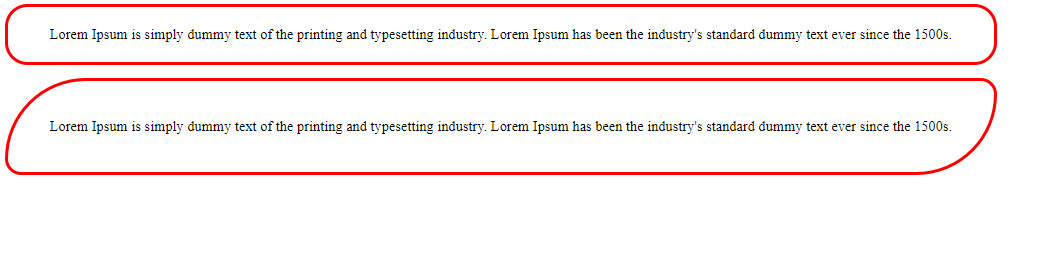 Lorem Ipsum is simply dummy text of the printing and typesetting industry. Lorem Ipsum has been the industry's standard dummy text ever since the 1500s.
Lorem Ipsum is simply dummy text of the printing and typesetting industry. Lorem Ipsum has been the industry's standard dummy text ever since the 1500s.